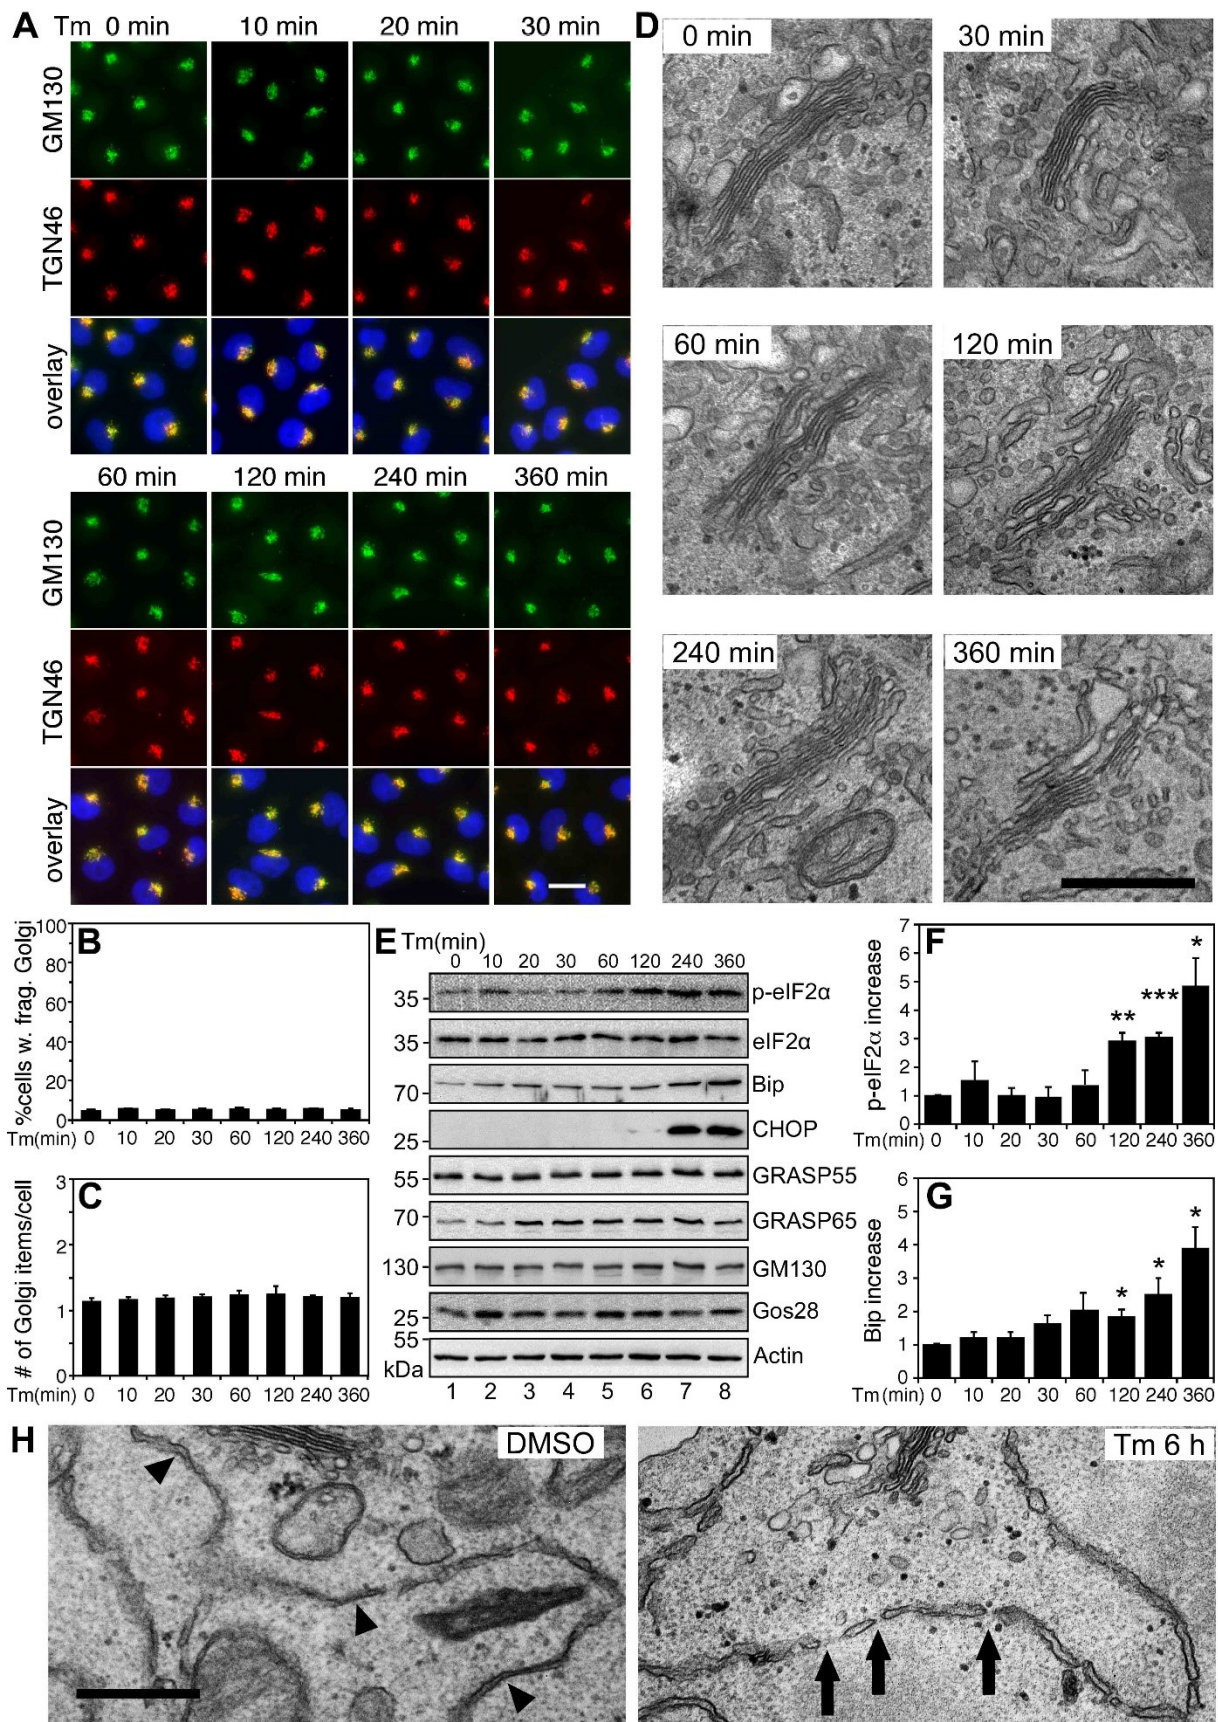 A Tm 0 min 10 min 20 min 30 min
GM130
TGN46
overlay
60 min 120 min 240 min 360 min
GM130
TGN46
overlay
D 0 min 30 min
60 min 120 min
240 min 360 min
B
%cells w. frag. Golgi
100
80
60
40
20
0
Tm(min) 0 10 20 30 60 120 240 360
C
# of Golgi items/cell
3
2
1
0
Tm(min) 0 10 20 30 60 120 240 360
E Tm(min)
0 10 20 30 60 120 240 360
35 p-eIF2α
35 eIF2α
70 Bip
25 CHOP
55 GRASP55
70 GRASP65
130 GM130
25 Gos28
55
kDa Actin
1 2 3 4 5 6 7 8
F
p-eIF2α increase
7
6
5
4
3
2
1
0
** *** *
Tm(min) 0 10 20 30 60 120 240 360
G
Bip increase
6
5
4
3
2
1
0
* * *
Tm(min) 0 10 20 30 60 120 240 360
H DMSO Tm 6 h